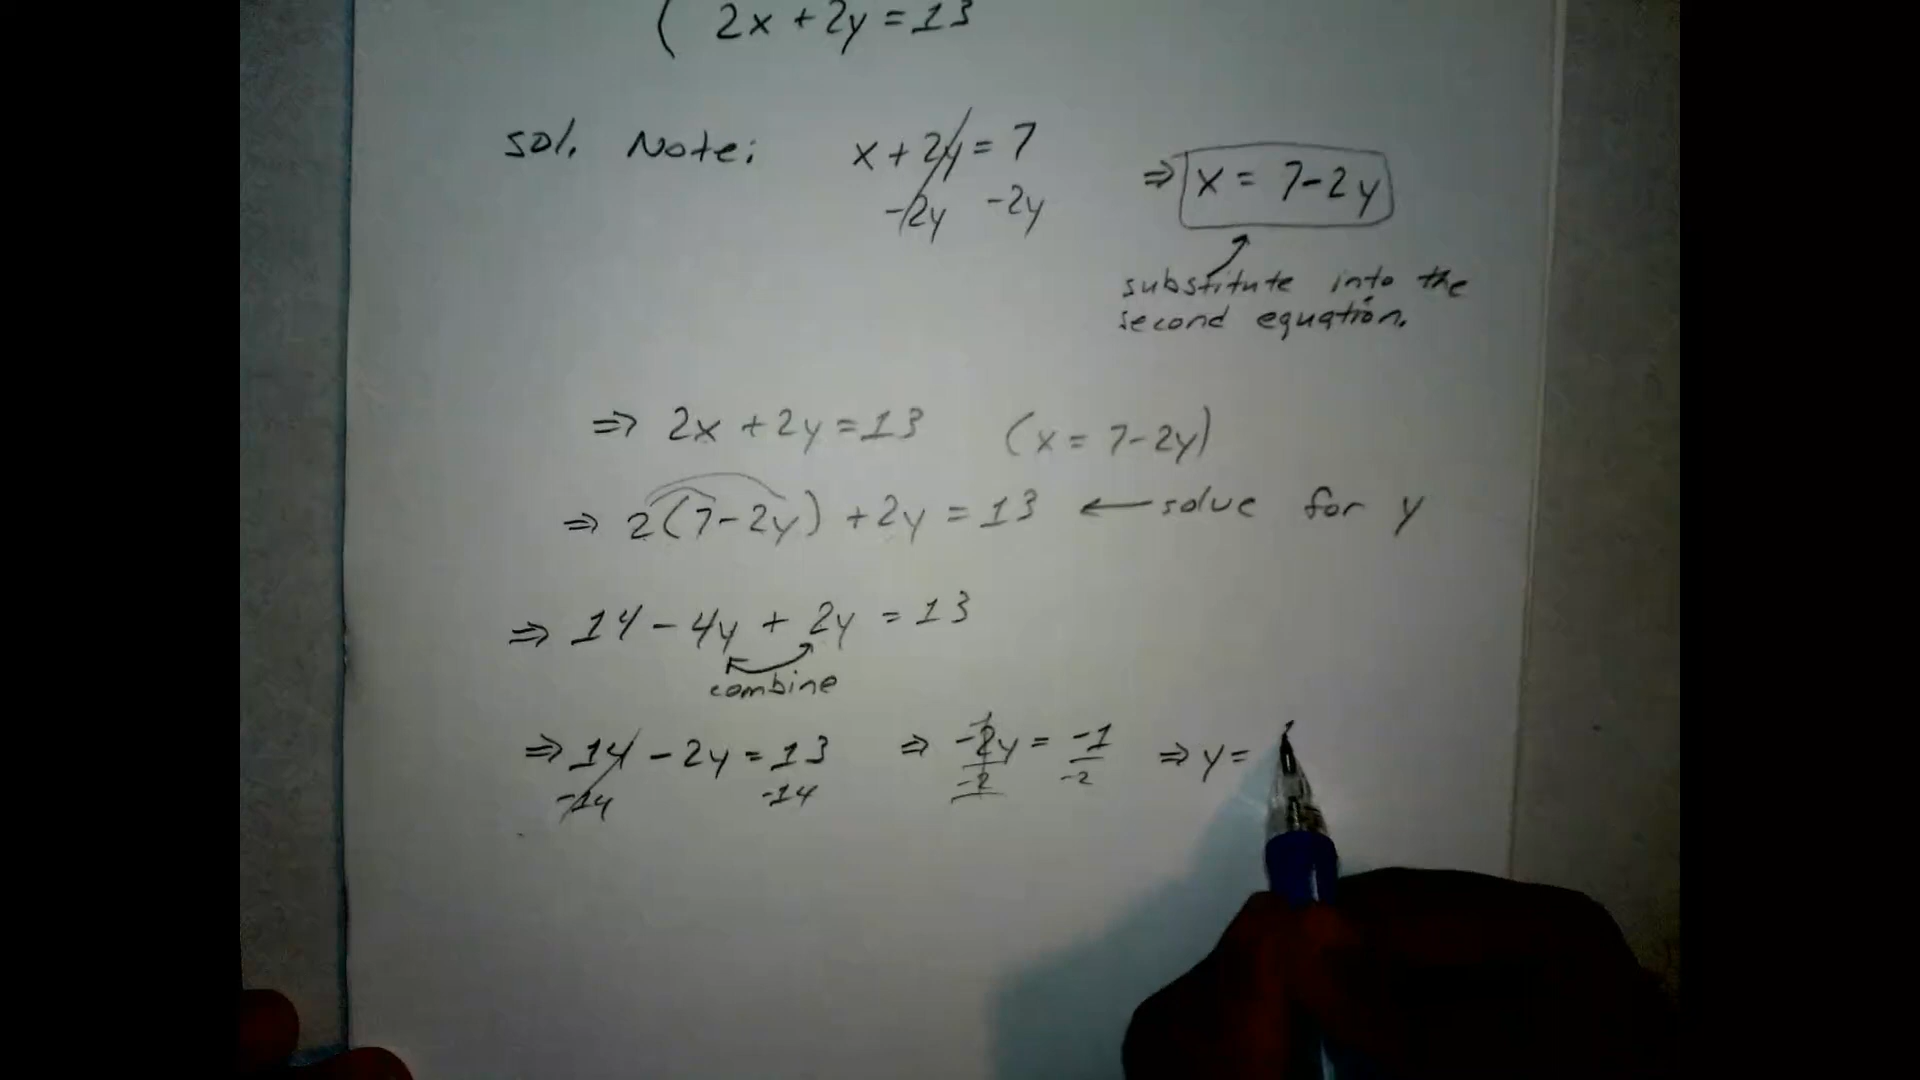 ( 2x + 2y = 13
sol. Note: x + 2y = 7 ⇒ x = 7 - 2y
-2y -2y
substitute into the
second equation.
⇒ 2x + 2y = 13 (x = 7 - 2y)
⇒ 2(7 - 2y) + 2y = 13 ← solve for y
⇒ 14 - 4y + 2y = 13
combine
⇒ 14 - 2y = 13 ⇒ -2y = -1 ⇒ y = 1
-14 -14 -2 -2